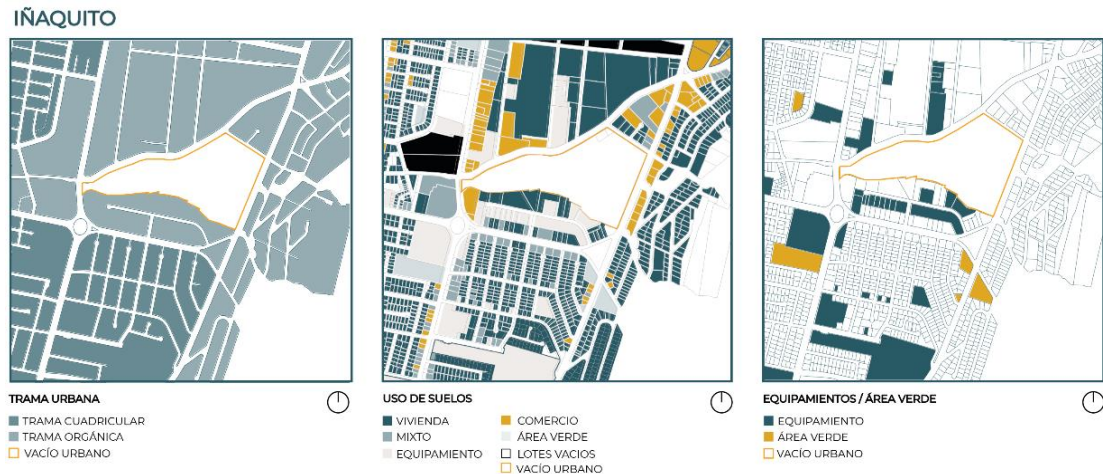 IÑAQUITO
TRAMA URBANA
TRAMA CUADRICULAR
TRAMA ORGÁNICA
VACÍO URBANO
USO DE SUELOS
VIVIENDA
MIXTO
EQUIPAMIENTO
COMERCIO
ÁREA VERDE
LOTES VACIOS
VACÍO URBANO
EQUIPAMIENTOS / ÁREA VERDE
EQUIPAMIENTO
ÁREA VERDE
VACÍO URBANO